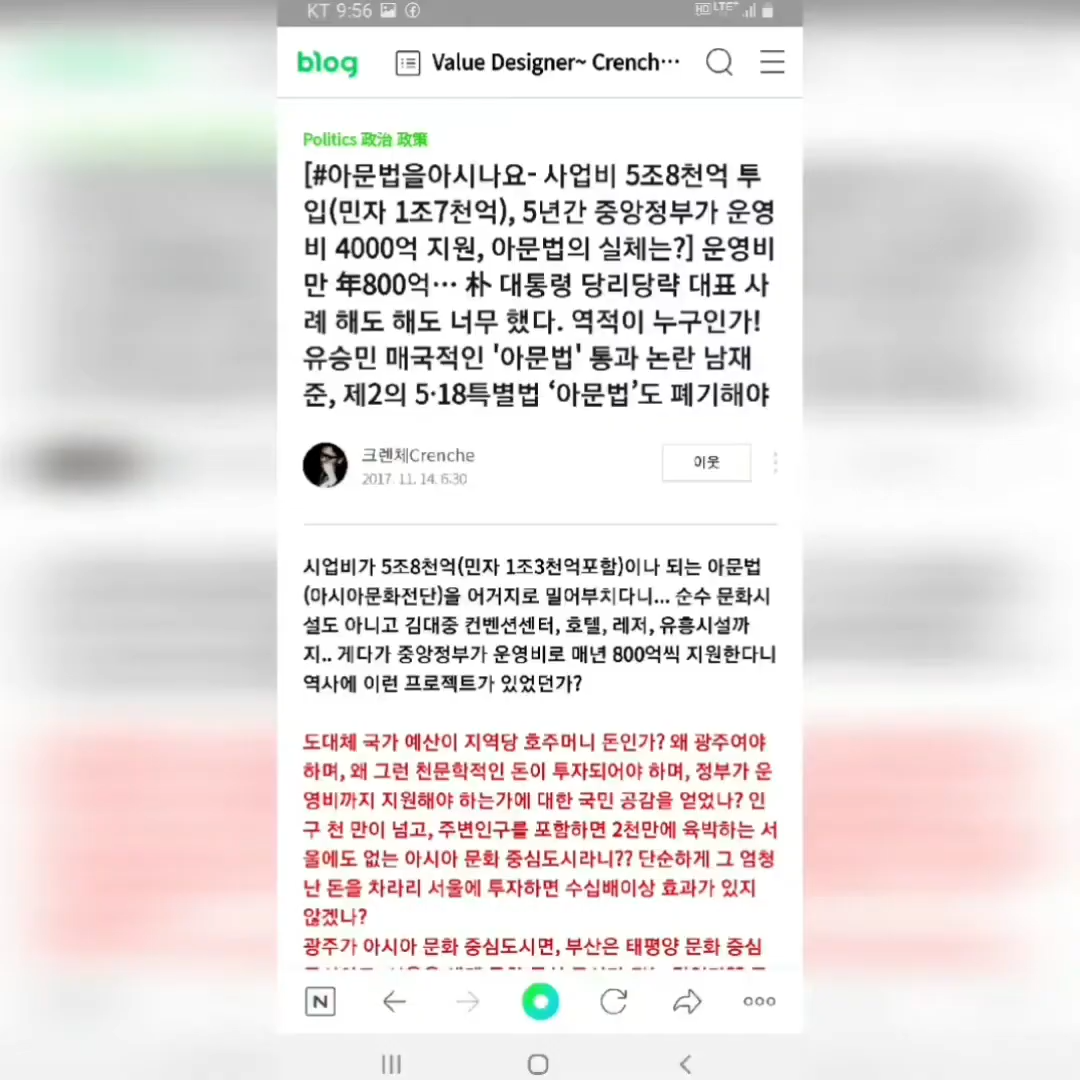 KT 9:56
HD LTE+
blog
Value Designer~ Crench···
Politics 政治 政策
[#아문법을아시나요- 사업비 5조8천억 투
입(민자 1조7천억), 5년간 중앙정부가 운영
비 4000억 지원, 아문법의 실체는?] 운영비
만 年800억··· 朴 대통령 당리당략 대표 사
례 해도 해도 너무 했다. 역적이 누구인가!
유승민 매국적인 '아문법' 통과 논란 남재
준, 제2의 5·18특별법 ‘아문법’도 폐기해야
크렌체Crenche
2017. 11. 14. 6:30
이웃
시업비가 5조8천억(민자 1조3천억포함)이나 되는 아문법
(아시아문화전단)을 어거지로 밀어부치다니... 순수 문화시
설도 아니고 김대중 컨벤션센터, 호텔, 레저, 유흥시설까
지.. 게다가 중앙정부가 운영비로 매년 800억씩 지원한다니
역사에 이런 프로젝트가 있었던가?
도대체 국가 예산이 지역당 호주머니 돈인가? 왜 광주여야
하며, 왜 그런 천문학적인 돈이 투자되어야 하며, 정부가 운
영비까지 지원해야 하는가에 대한 국민 공감을 얻었나? 인
구 천 만이 넘고, 주변인구를 포함하면 2천만에 육박하는 서
울에도 없는 아시아 문화 중심도시라니?? 단순하게 그 엄청
난 돈을 차라리 서울에 투자하면 수십배이상 효과가 있지
않겠나?
광주가 아시아 문화 중심도시면, 부산은 태평양 문화 중심
N